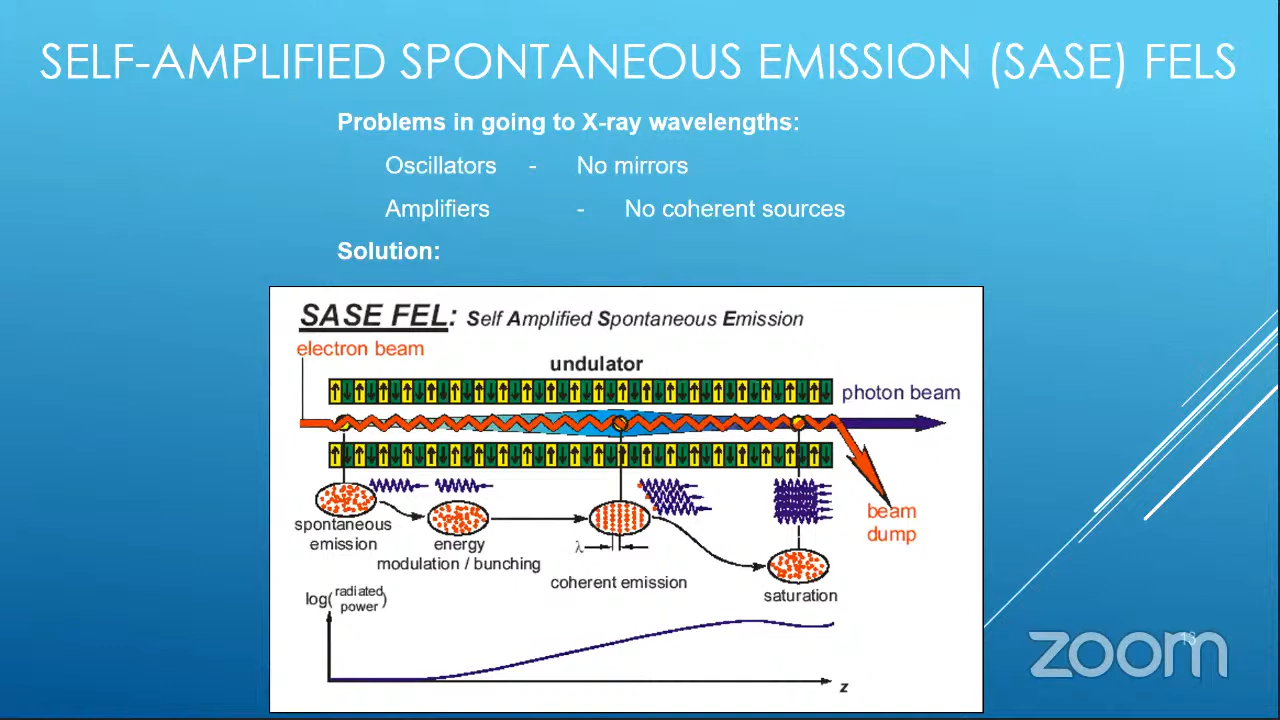 SELF-AMPLIFIED SPONTANEOUS EMISSION (SASE) FELS
Problems in going to X-ray wavelengths:
Oscillators - No mirrors
Amplifiers - No coherent sources
Solution:
SASE FEL: Self Amplified Spontaneous Emission
electron beam
undulator
photon beam
spontaneous
emission
energy
modulation / bunching
λ
coherent emission
beam
dump
saturation
log(radiated power)
z
13
zoom